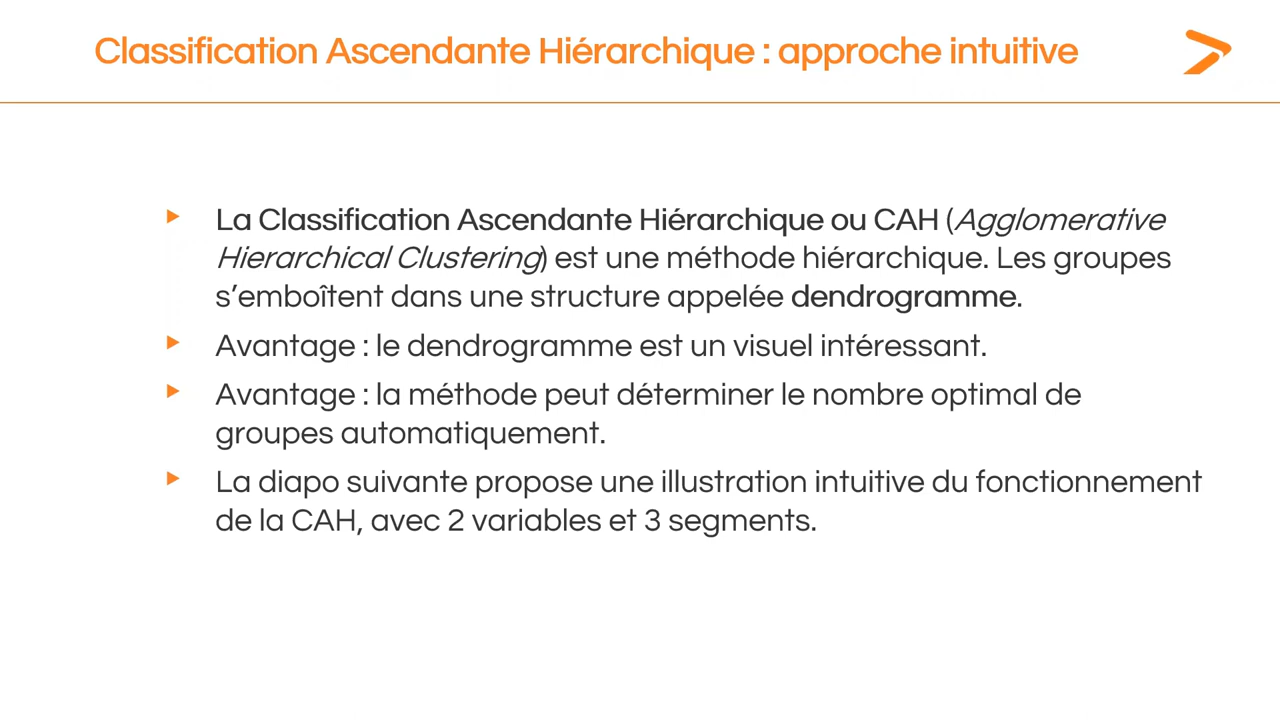 Classification Ascendante Hiérarchique : approche intuitive
La Classification Ascendante Hiérarchique ou CAH (Agglomerative
Hierarchical Clustering) est une méthode hiérarchique. Les groupes
s’emboîtent dans une structure appelée dendrogramme.
Avantage : le dendrogramme est un visuel intéressant.
Avantage : la méthode peut déterminer le nombre optimal de
groupes automatiquement.
La diapo suivante propose une illustration intuitive du fonctionnement
de la CAH, avec 2 variables et 3 segments.